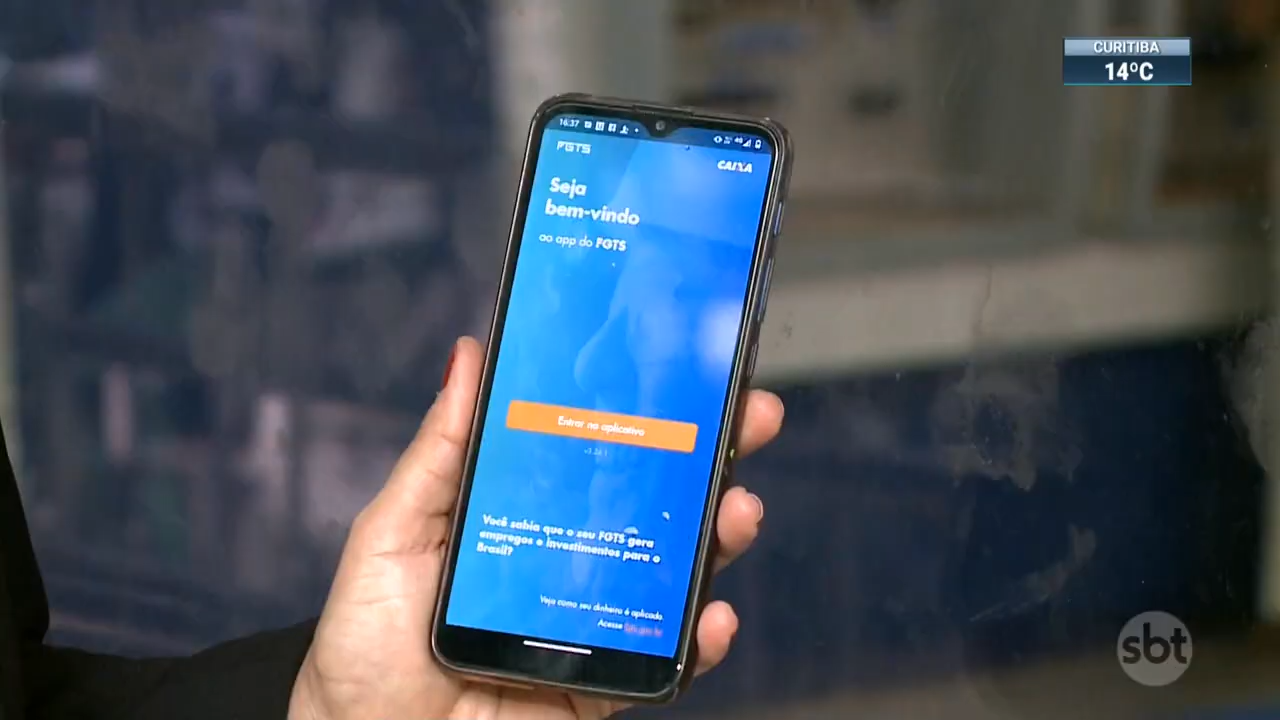 CURITIBA
14ºC
16:37
4G
FGTS
CAIXA
Seja
bem-vindo
ao app do FGTS
Entrar no aplicativo
Você sabia que o seu FGTS gera
empregos e investimentos para o
Brasil?
Veja como seu dinheiro é aplicado.
Acesse
sbt